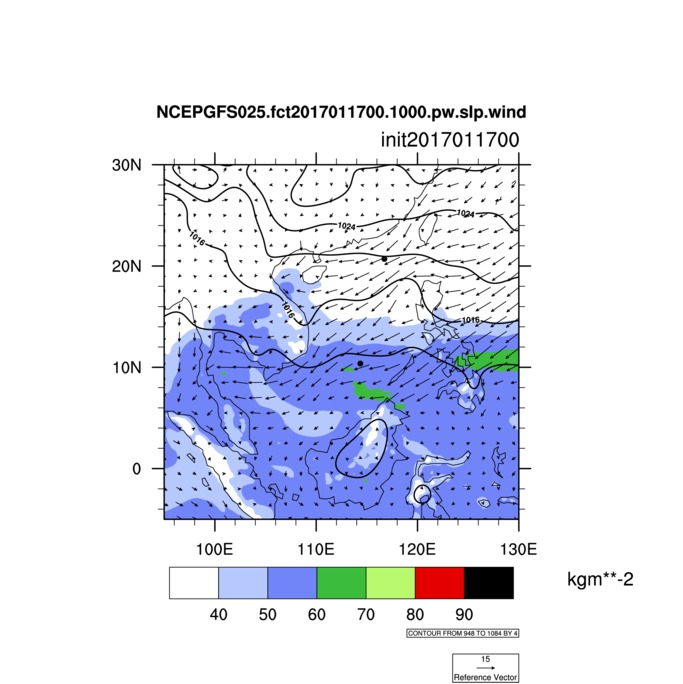 NCEPGFS025.fct2017011700.1000.pw.slp.wind
init2017011700
30N
20N
10N
0
1024
1024
1016
1016
1016
100E 110E 120E 130E
kgm**-2
40 50 60 70 80 90
CONTOUR FROM 948 TO 1084 BY 4
15
Reference Vector